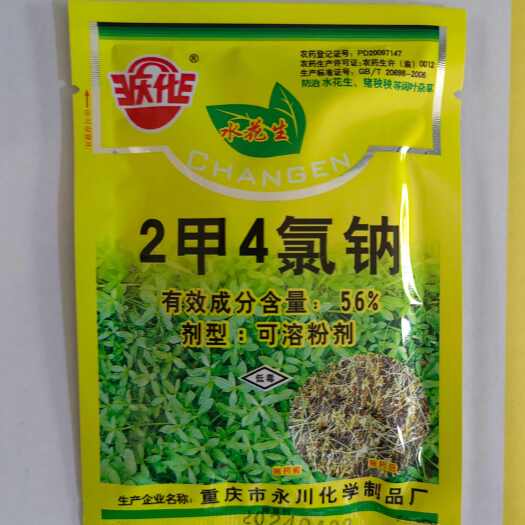 农药登记证号：PD20097147
农药生产许可证：农药生许（渝）0012
生产标准证号：GB/T 20698-2006
防治 水花生、猪秧秧等阔叶杂草
®
水花生
CHANGEN
2甲4氯钠
有效成分含量：56%
剂型：可溶粉剂
低毒
施药前
施药后
生产企业名称：重庆市永川化学制品厂